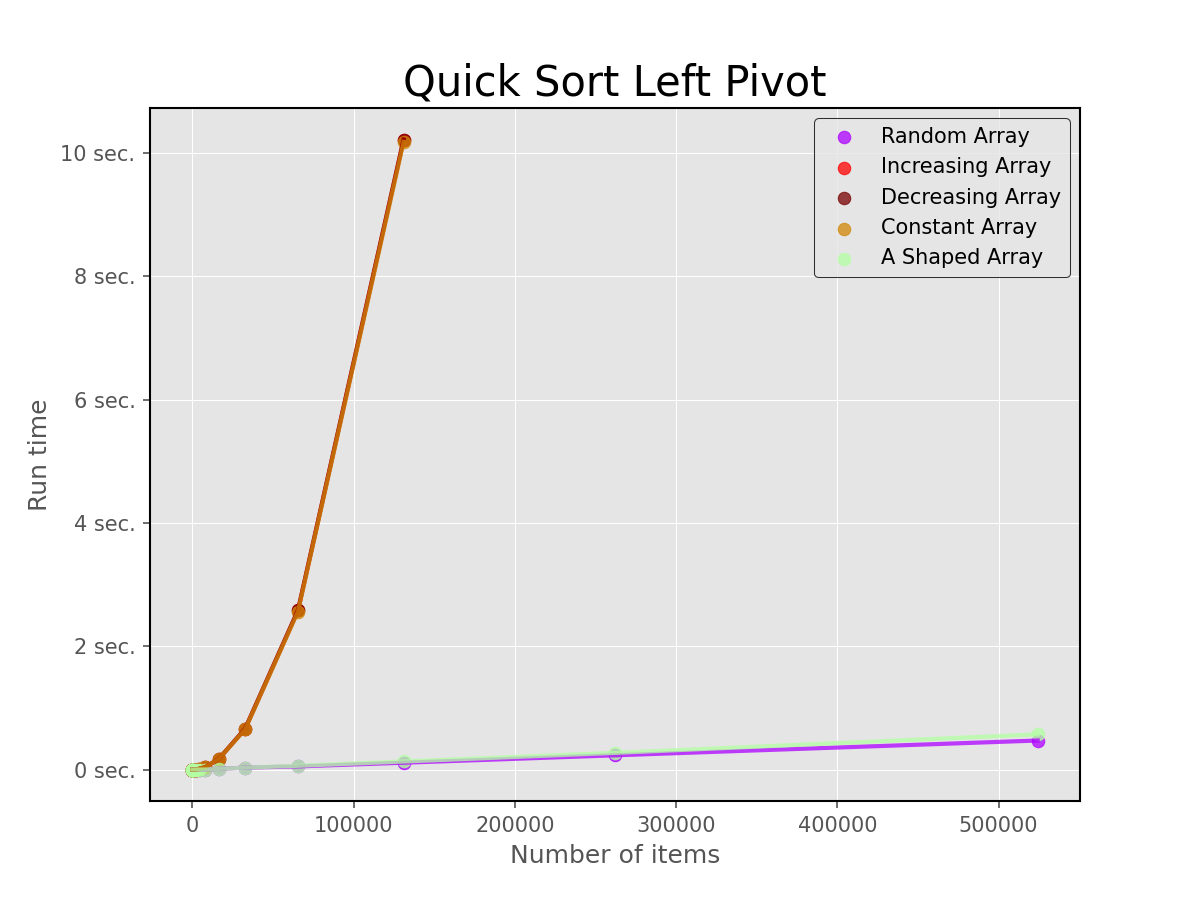 Quick Sort Left Pivot
Random Array
Increasing Array
Decreasing Array
Constant Array
A Shaped Array
10 sec.
8 sec.
6 sec.
4 sec.
2 sec.
0 sec.
Run time
0 100000 200000 300000 400000 500000
Number of items